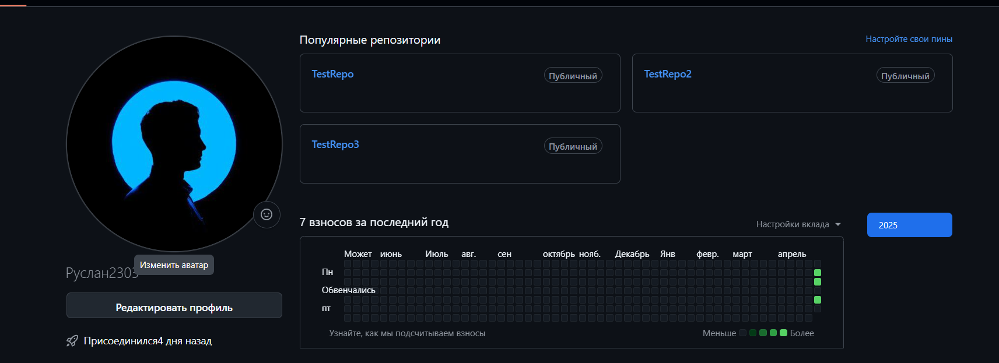 Популярные репозитории
Настройте свои пины
TestRepo
Публичный
TestRepo2
Публичный
TestRepo3
Публичный
Изменить аватар
Руслан2303
Редактировать профиль
Присоединился4 дня назад
7 взносов за последний год
Настройки вклада
2025
Может июнь Июль авг. сен октябрь нояб. Декабрь Янв февр. март апрель
Пн
Обвенчались
пт
Узнайте, как мы подсчитываем взносы
Меньше Более